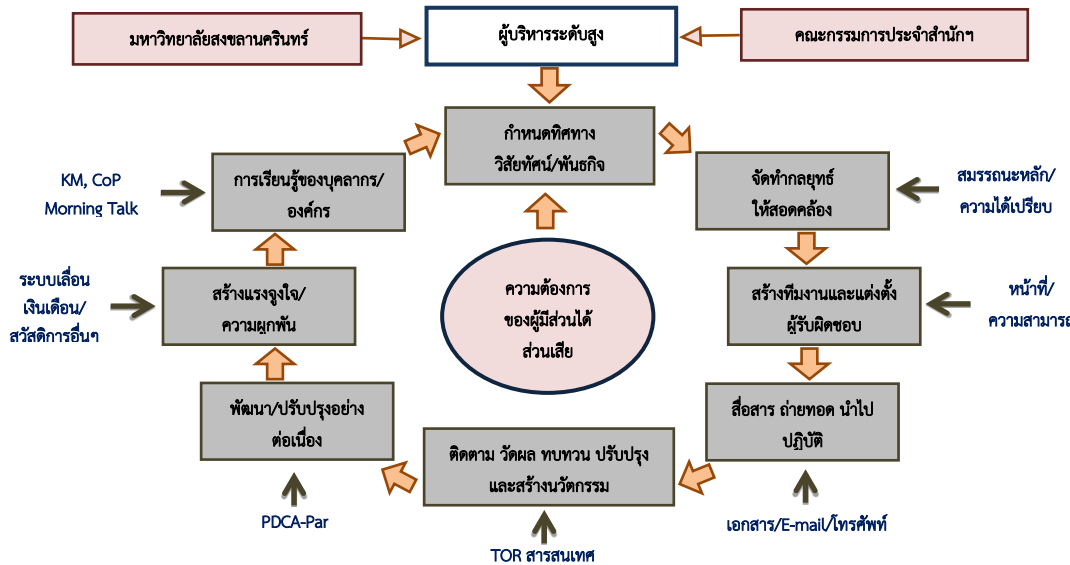 มหาวิทยาลัยสงขลานครินทร์
ผู้บริหารระดับสูง
คณะกรรมการประจำสำนักฯ
กำหนดทิศทาง
วิสัยทัศน์/พันธกิจ
การเรียนรู้ของบุคลากร/
องค์กร
KM, CoP
Morning Talk
จัดทำกลยุทธ์
ให้สอดคล้อง
สมรรถนะหลัก/
ความได้เปรียบ
ระบบเลื่อน
เงินเดือน/
สวัสดิการอื่นๆ
สร้างแรงจูงใจ/
ความผูกพัน
ความต้องการ
ของผู้มีส่วนได้
ส่วนเสีย
สร้างทีมงานและแต่งตั้ง
ผู้รับผิดชอบ
หน้าที่/
ความสามารถ
พัฒนา/ปรับปรุงอย่าง
ต่อเนื่อง
ติดตาม วัดผล ทบทวน ปรับปรุง
และสร้างนวัตกรรม
สื่อสาร ถ่ายทอด นำไป
ปฏิบัติ
PDCA-Par
TOR สารสนเทศ
เอกสาร/E-mail/โทรศัพท์